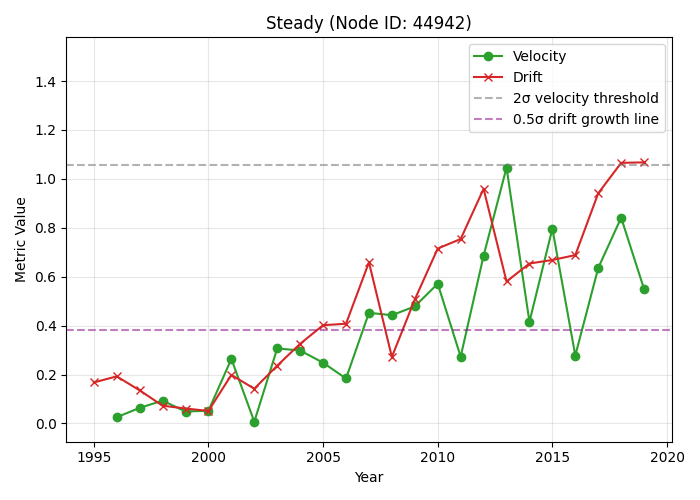 Steady (Node ID: 44942)
Velocity
Drift
2σ velocity threshold
0.5σ drift growth line
Metric Value
1.4
1.2
1.0
0.8
0.6
0.4
0.2
0.0
1995 2000 2005 2010 2015 2020
Year